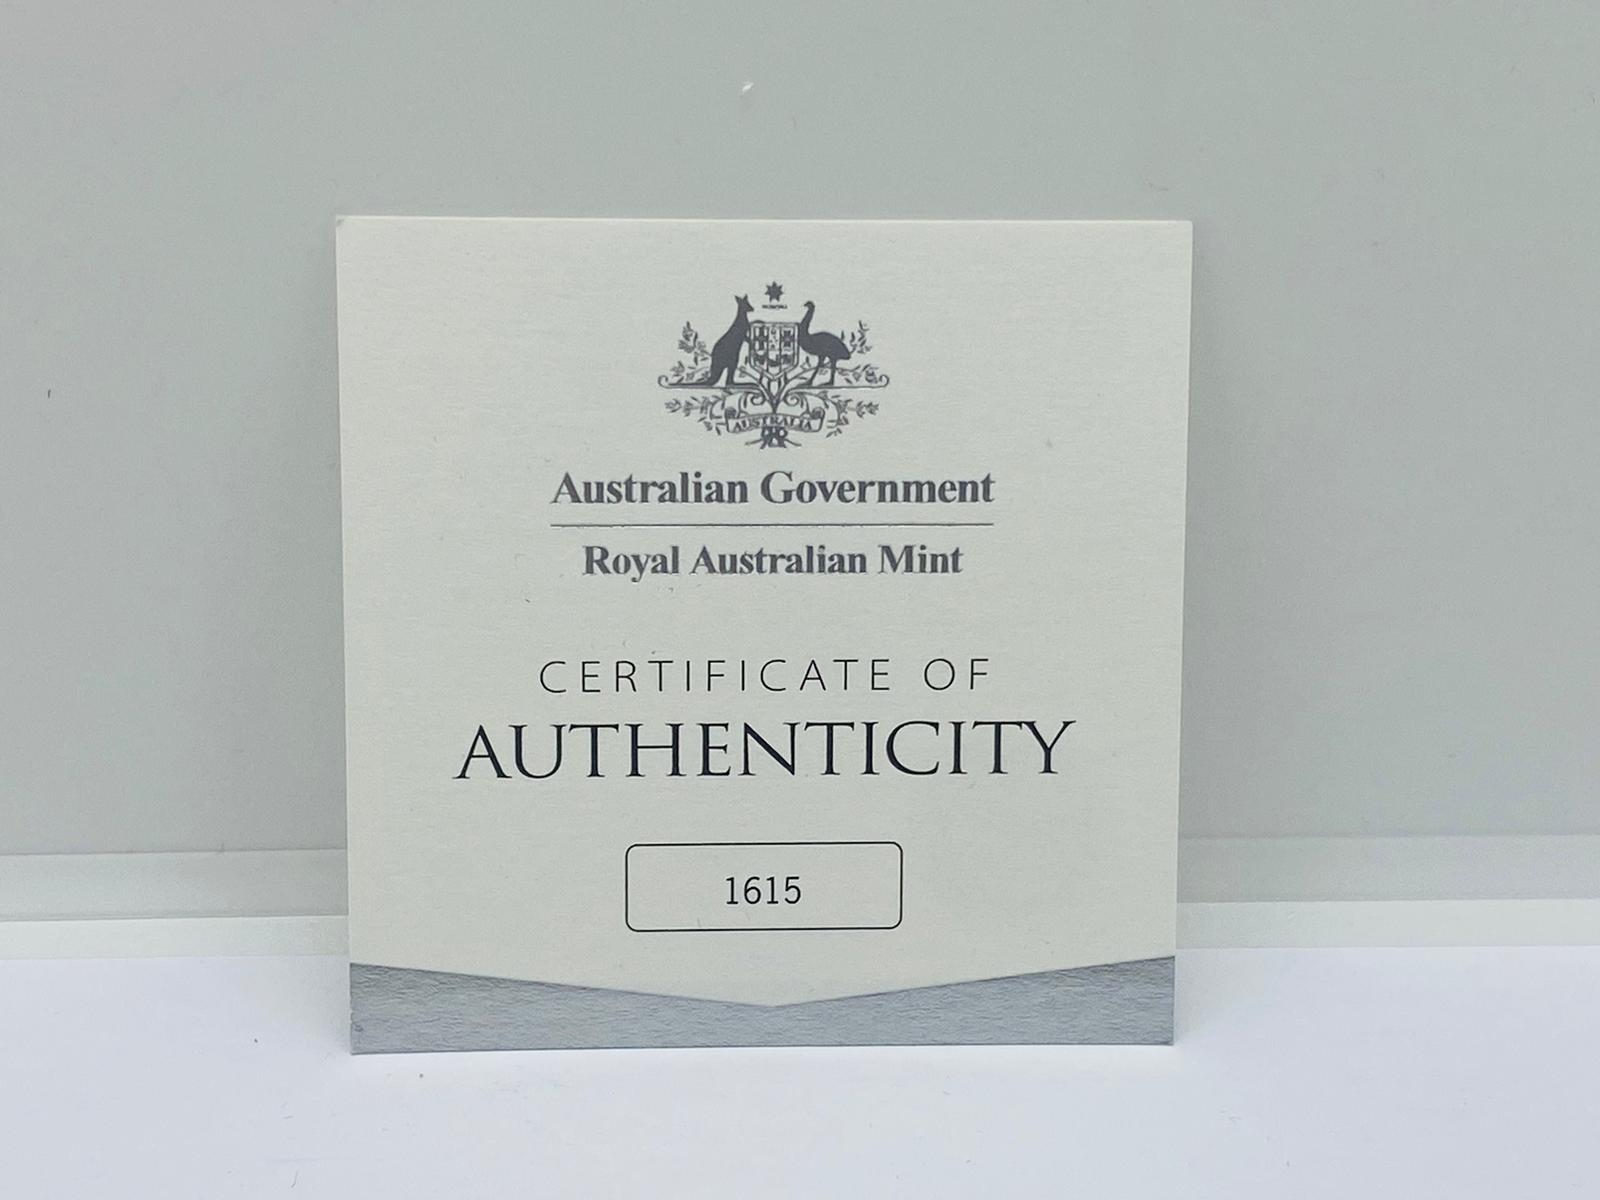 AUSTRALIA
Australian Government
Royal Australian Mint
CERTIFICATE OF
AUTHENTICITY
1615